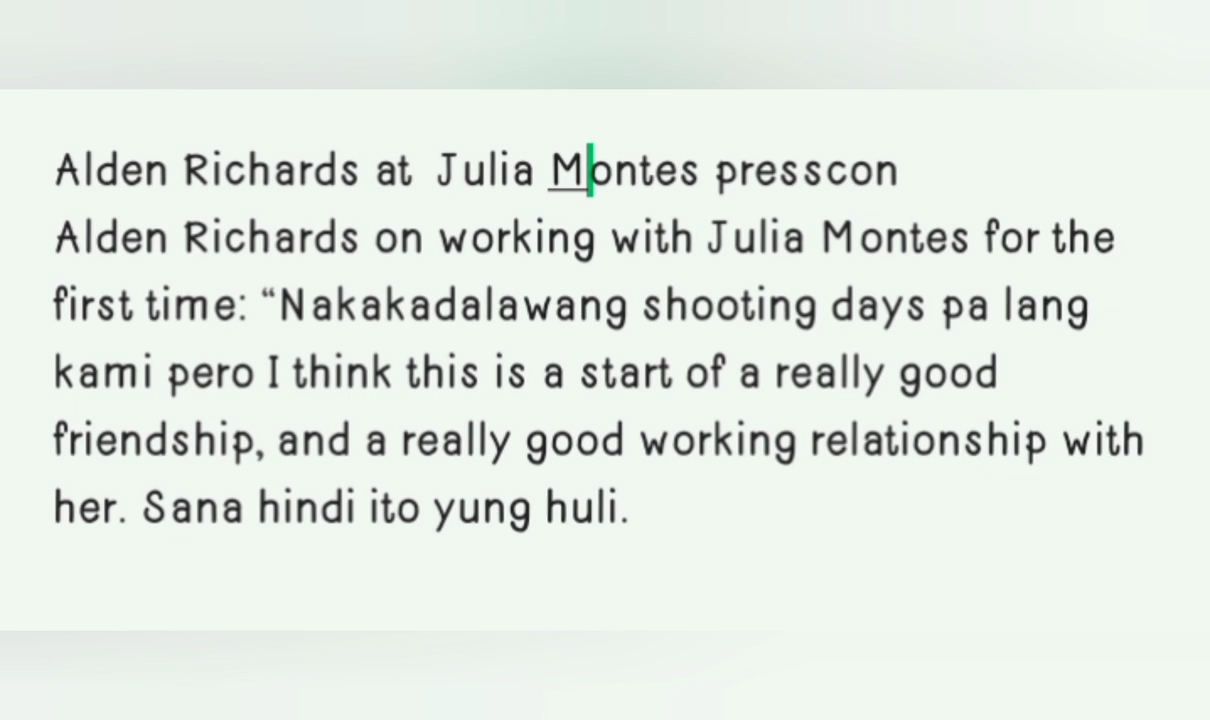 Alden Richards at Julia Montes presscon
Alden Richards on working with Julia Montes for the
first time: “Nakakadalawang shooting days pa lang
kami pero I think this is a start of a really good
friendship, and a really good working relationship with
her. Sana hindi ito yung huli.